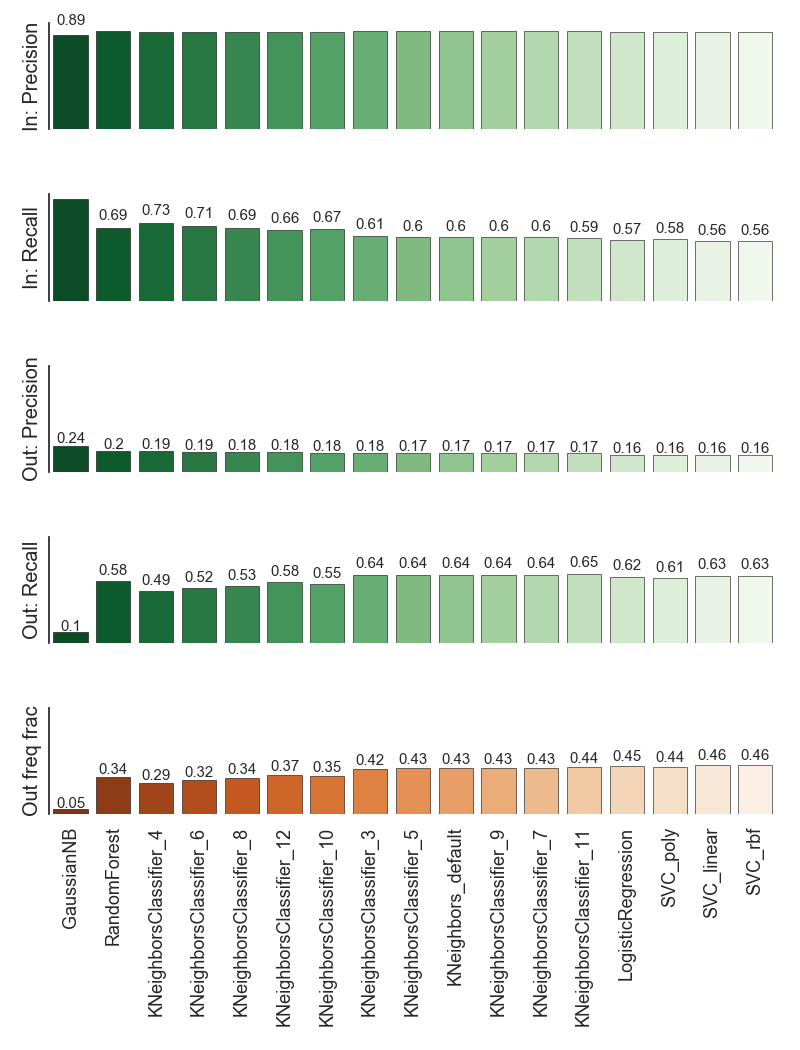 In: Precision
0.89
In: Recall
0.69 0.73 0.71 0.69 0.66 0.67 0.61 0.6 0.6 0.6 0.6 0.59 0.57 0.58 0.56 0.56
Out: Precision
0.24 0.2 0.19 0.19 0.18 0.18 0.18 0.18 0.17 0.17 0.17 0.17 0.17 0.16 0.16 0.16 0.16
Out: Recall
0.1 0.58 0.49 0.52 0.53 0.58 0.55 0.64 0.64 0.64 0.64 0.64 0.65 0.62 0.61 0.63 0.63
Out freq frac
0.05 0.34 0.29 0.32 0.34 0.37 0.35 0.42 0.43 0.43 0.43 0.43 0.44 0.45 0.44 0.46 0.46
GaussianNB
RandomForest
KNeighborsClassifier_4
KNeighborsClassifier_6
KNeighborsClassifier_8
KNeighborsClassifier_12
KNeighborsClassifier_10
KNeighborsClassifier_3
KNeighborsClassifier_5
KNeighbors_default
KNeighborsClassifier_9
KNeighborsClassifier_7
KNeighborsClassifier_11
LogisticRegression
SVC_poly
SVC_linear
SVC_rbf